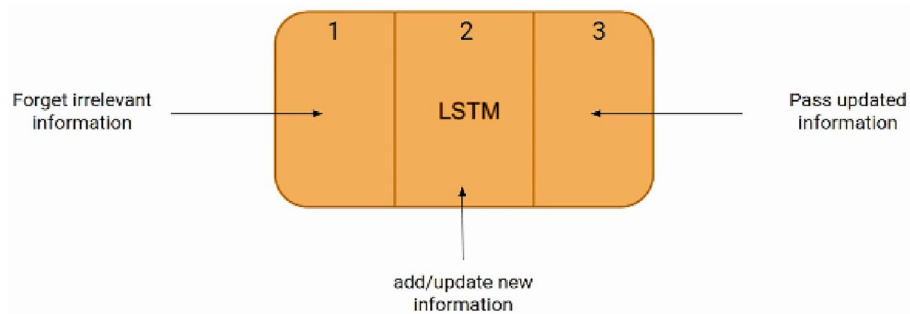 1
2
3
Forget irrelevant
information
LSTM
Pass updated
information
add/update new
information